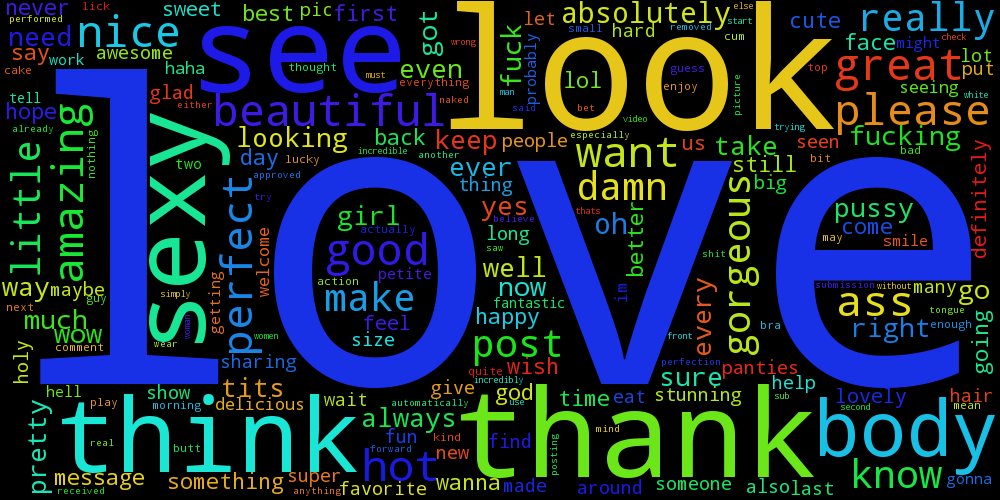 love
look
see
think
thank
sexy
body
beautiful
good
great
please
really
nice
want
damn
ass
perfect
gorgeous
amazing
little
hot
post
make
know
right
girl
pussy
fucking
fuck
absolutely
never
lick
performed
sweet
best
pic
first
got
let
else
start
small
hard
removed
cum
cute
might
face
check
need
say
work
awesome
haha
thought
even
wrong
everything
must
naked
man
said
probably
lol
bet
guess
enjoy
picture
top
lot
put
seeing
white
cake
tell
hope
already
glad
either
nothing
looking
back
keep
people
especially
video
us
take
trying
seen
bit
bad
definitely
two
day
lucky
incredible
another
ever
thing
still
big
approved
try
yes
thats
oh
believe
actually
long
saw
better
come
may
smile
way
maybe
guy
simply
getting
welcome
petite
action
well
now
fantastic
im
shit
every
submission
without
many
tongue
go
going
next
much
wow
comment
holy
wear
woman
women
feel
size
happy
bra
front
enough
sharing
quite
wish
incredibly
perfection
sure
panties
help
hell
show
tits
delicious
wait
give
god
time
eat
stunning
sub
lovely
hair
second
mean
pretty
play
morning
real
butt
automatically
use
always
fun
kind
new
forward
find
mind
posting
message
received
something
super
anything
favorite
wanna
made
around
someone
also
last
gonna